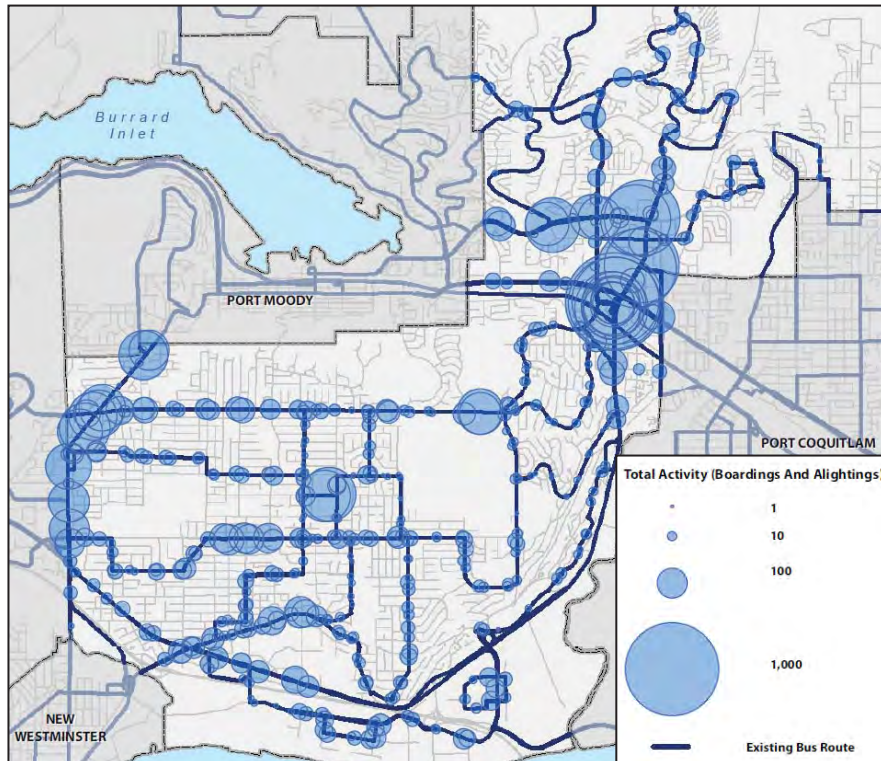 Burrard
Inlet
PORT MOODY
PORT COQUITLAM
NEW
WESTMINSTER
Total Activity (Boardings And Alightings)
1
10
100
1,000
Existing Bus Route